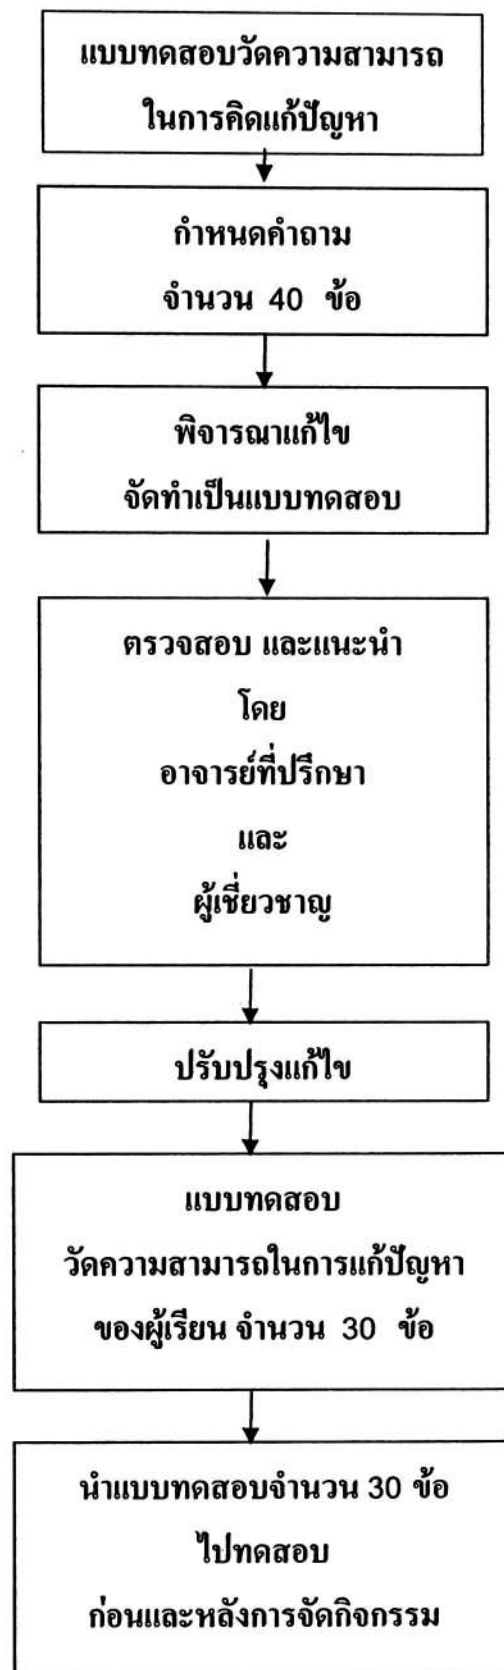 แบบทดสอบวัดความสามารถ
ในการคิดแก้ปัญหา
กำหนดคำถาม
จำนวน 40 ข้อ
พิจารณาแก้ไข
จัดทำเป็นแบบทดสอบ
ตรวจสอบ และแนะนำ
โดย
อาจารย์ที่ปรึกษา
และ
ผู้เชี่ยวชาญ
ปรับปรุงแก้ไข
แบบทดสอบ
วัดความสามารถในการแก้ปัญหา
ของผู้เรียน จำนวน 30 ข้อ
นำแบบทดสอบจำนวน 30 ข้อ
ไปทดสอบ
ก่อนและหลังการจัดกิจกรรม